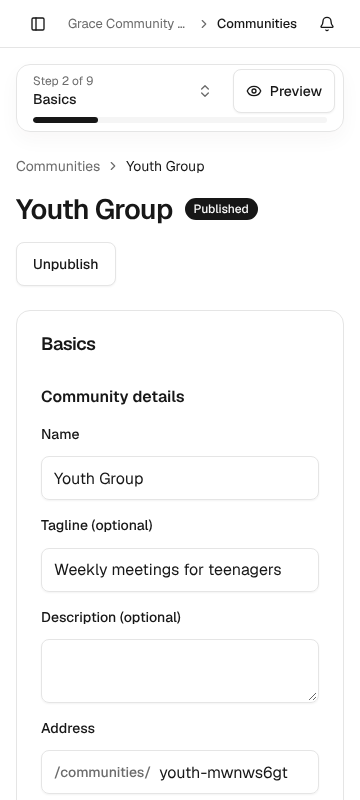 Grace Community ... > Communities
Step 2 of 9
Basics
Preview
Communities > Youth Group
Youth Group Published
Unpublish
Basics
Community details
Name
Youth Group
Tagline (optional)
Weekly meetings for teenagers
Description (optional)
Address
/communities/ youth-mwnws6gt